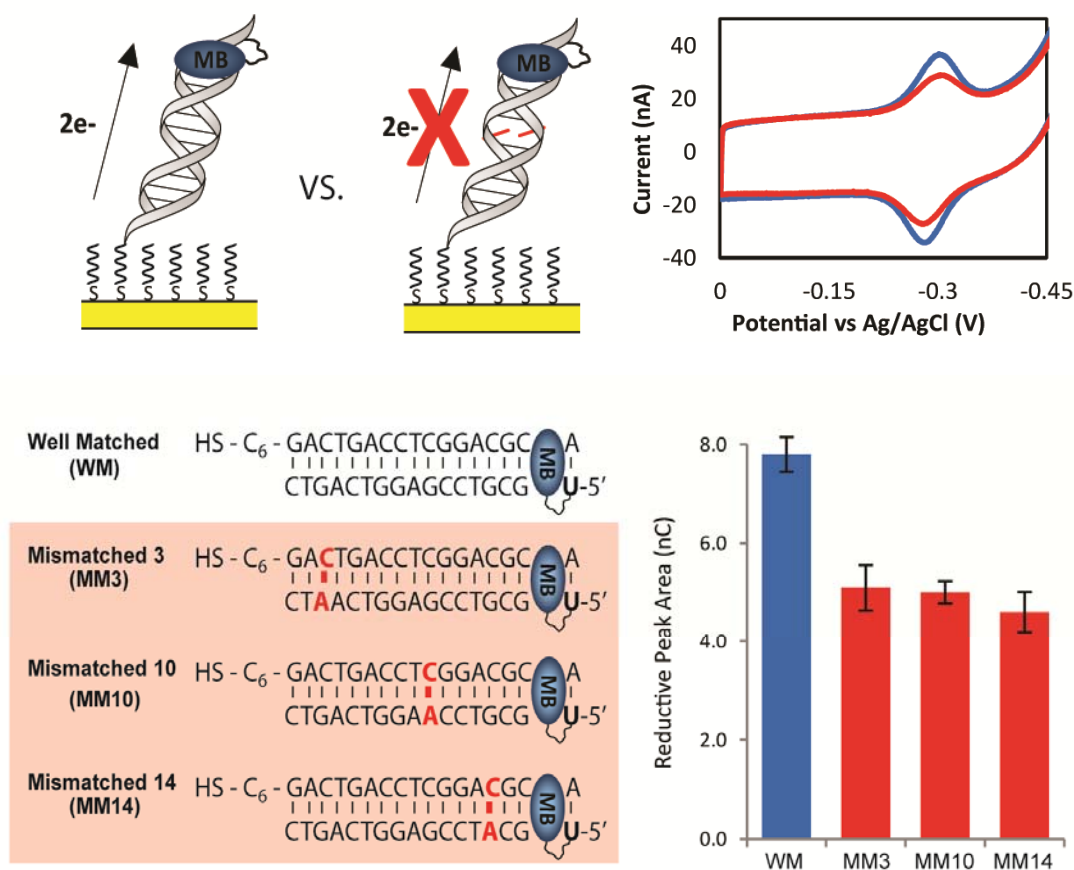 MB
2e-
S S S S S S
VS.
MB
2e-
X
S S S S S S
Current (nA)
40
20
0
-20
-40
0 -0.15 -0.3 -0.45
Potential vs Ag/AgCl (V)
Well Matched
(WM)
HS - C6 - GACTGACCTCGGACGC A
MB
CTGACTGGAGCCTGCG U-5'
Mismatched 3
(MM3)
HS - C6 - GACTGACCTCGGACGC A
MB
CTAACTGGAGCCTGCG U-5'
Mismatched 10
(MM10)
HS - C6 - GACTGACCTCGGACGC A
MB
CTGACTGGAACCTGCG U-5'
Mismatched 14
(MM14)
HS - C6 - GACTGACCTCGGACGC A
MB
CTGACTGGAGCCTACG U-5'
Reductive Peak Area (nC)
8.0
6.0
4.0
2.0
0.0
WM MM3 MM10 MM14